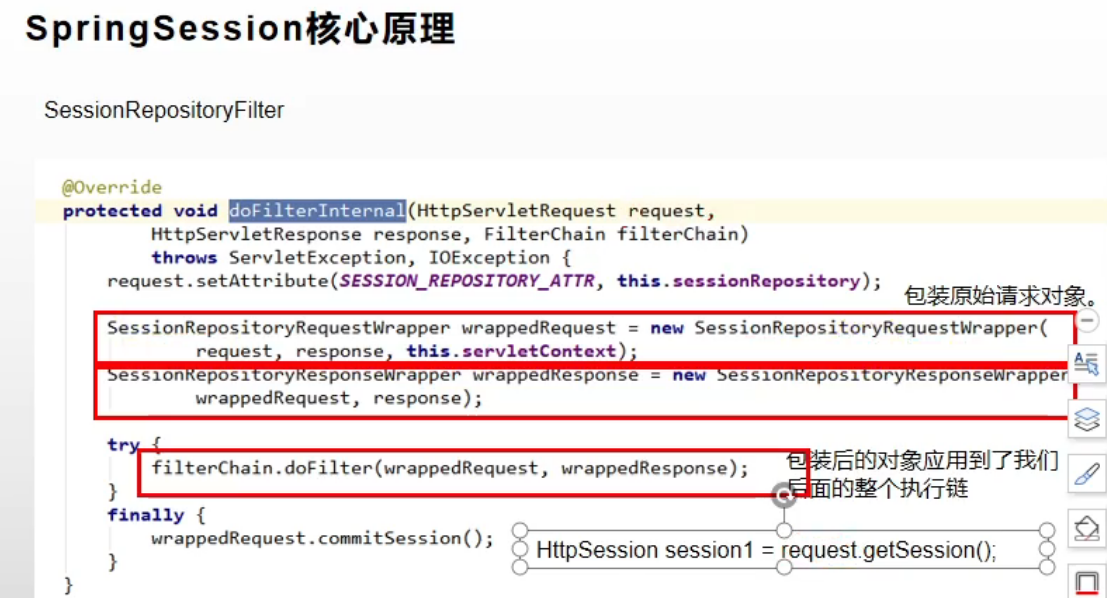 SpringSession核心原理
SessionRepositoryFilter
@Override
protected void doFilterInternal(HttpServletRequest request,
HttpServletResponse response, FilterChain filterChain)
throws ServletException, IOException {
request.setAttribute(SESSION_REPOSITORY_ATTR, this.sessionRepository);
包装原始请求对象。
SessionRepositoryRequestWrapper wrappedRequest = new SessionRepositoryRequestWrapper(
request, response, this.servletContext);
SessionRepositoryResponseWrapper wrappedResponse = new SessionRepositoryResponseWrapper
wrappedRequest, response);
try {
filterChain.doFilter(wrappedRequest, wrappedResponse);
包装后的对象应用到了我们
后面的整个执行链
}
finally {
wrappedRequest.commitSession();
HttpSession session1 = request.getSession();
}
}